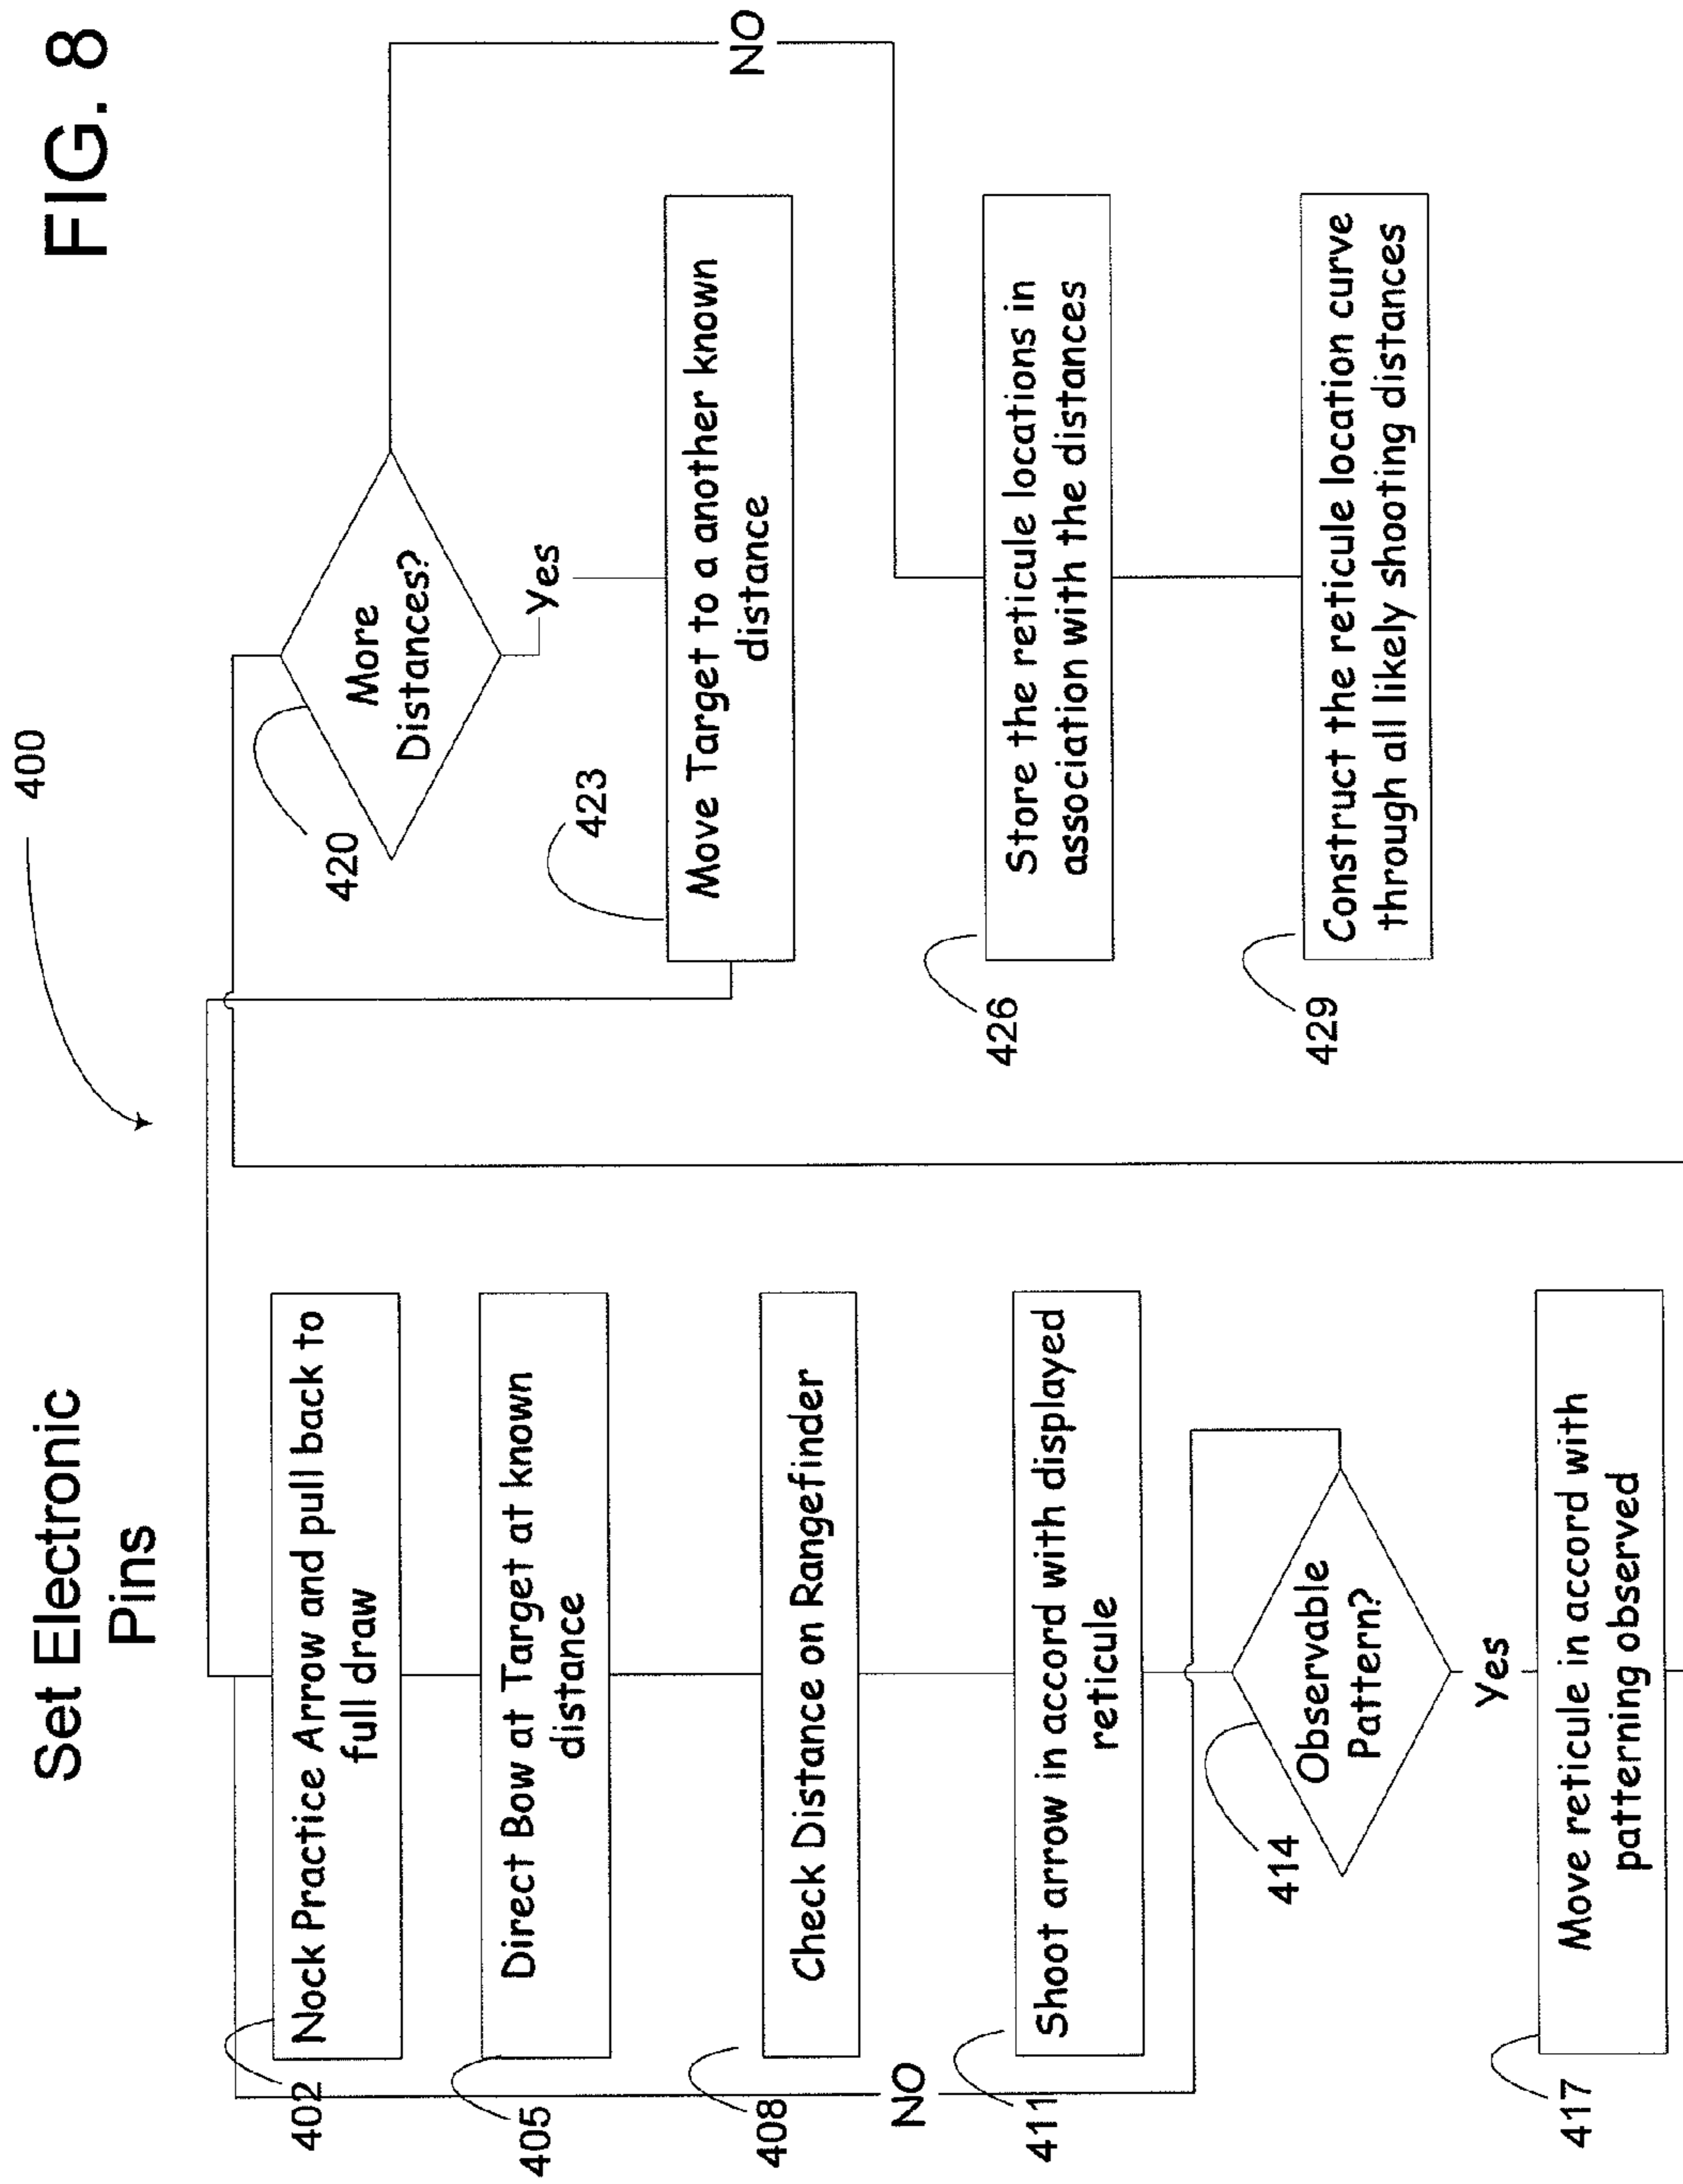 FIG. 8
400
Set Electronic
Pins
402
Nock Practice Arrow and pull back to
full draw
405
Direct Bow at Target at known
distance
408
Check Distance on Rangefinder
NO
411
Shoot arrow in accord with displayed
reticule
414
Observable
Pattern?
Yes
417
Move reticule in accord with
patterning observed
420
More
Distances?
Yes
NO
423
Move Target to a another known
distance
426
Store the reticule locations in
association with the distances
429
Construct the reticule location curve
through all likely shooting distances